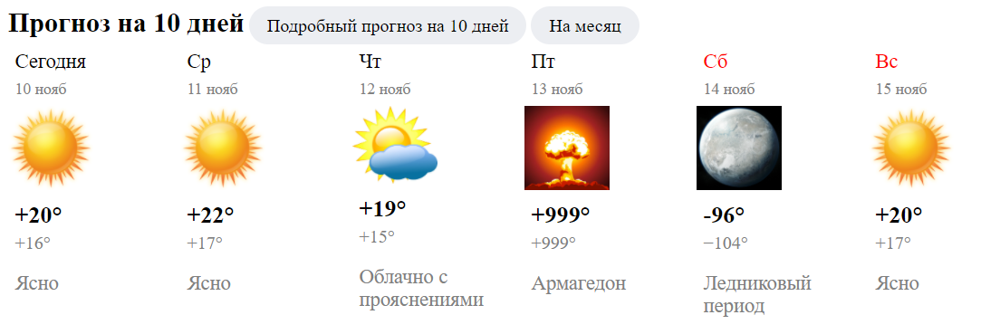 Прогноз на 10 дней Подробный прогноз на 10 дней На месяц
Сегодня Ср Чт Пт Сб Вс
10 нояб 11 нояб 12 нояб 13 нояб 14 нояб 15 нояб
+20° +22° +19° +999° -96° +20°
+16° +17° +15° +999° −104° +17°
Ясно Ясно Облачно с Армагедон Ледниковый Ясно
прояснениями период